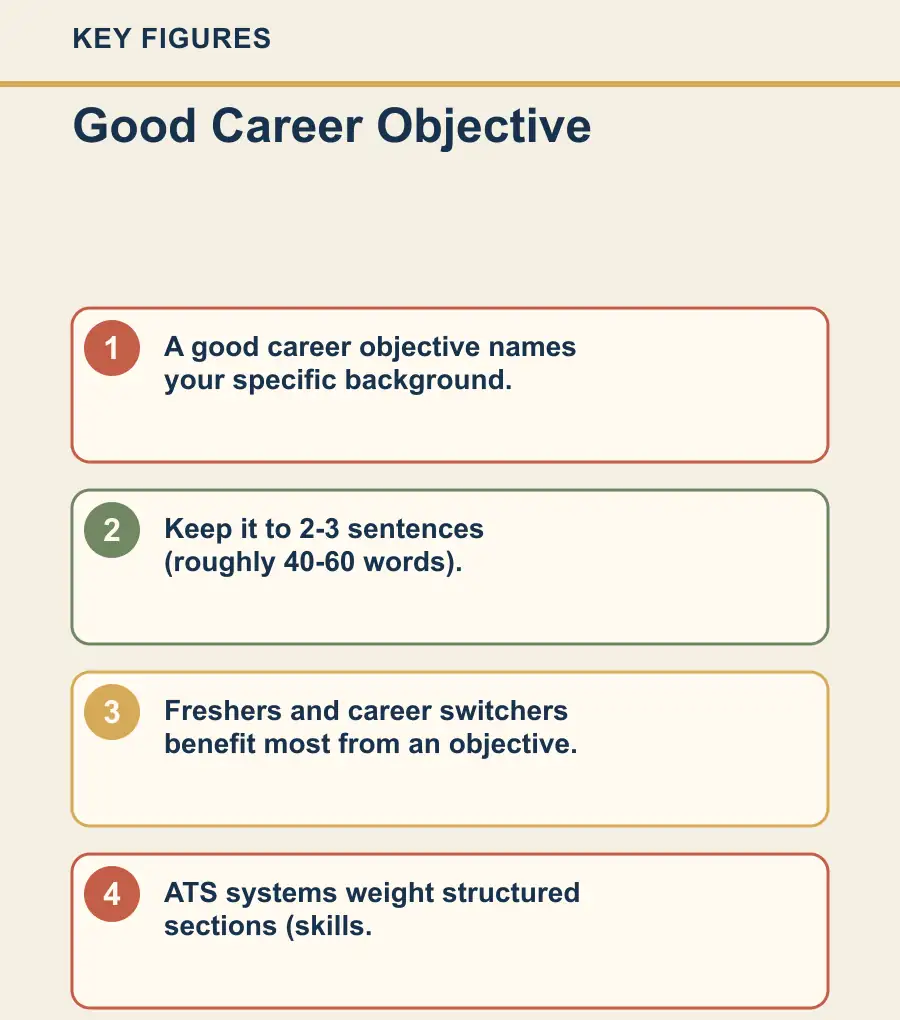 KEY FIGURES
Good Career Objective
1
A good career objective names
your specific background.
2
Keep it to 2-3 sentences
(roughly 40-60 words).
3
Freshers and career switchers
benefit most from an objective.
4
ATS systems weight structured
sections (skills.